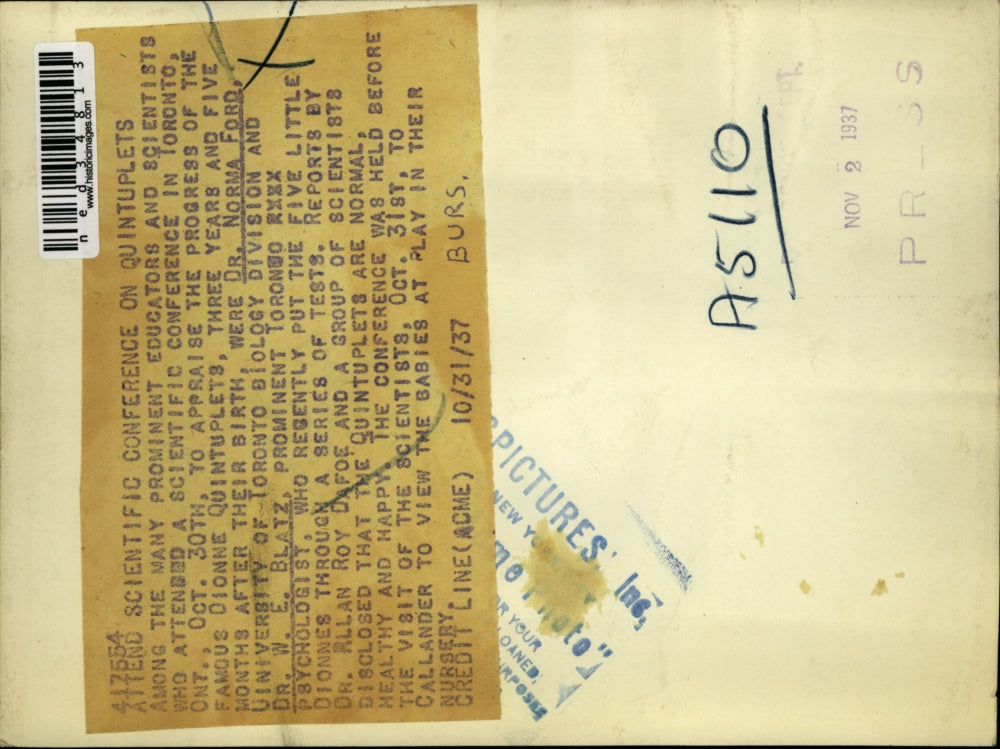 417554
ATTEND SCIENTIFIC CONFERENCE ON QUINTUPLETS
AMONG THE MANY PROMINENT EDUCATORS AND SCIENTISTS
WHO ATTENDED A SCIENTIFIC CONFERENCE IN TORONTO,
ONT., OCT. 30TH, TO APPRAISE THE PROGRESS OF THE
FAMOUS DIONNE QUINTUPLETS, THREE YEARS AND FIVE
MONTHS AFTER THEIR BIRTH, WERE DR. NORMA FORD,
UNIVERSITY OF TORONTO BIOLOGY DIVISION AND
DR. W. E. BLATZ, PROMINENT TORONTO XXXX
PSYCHOLOGIST, WHO RECENTLY PUT THE FIVE LITTLE
DIONNES THROUGH A SERIES OF TESTS. REPORTS BY
DR. ALLAN ROY DAFOE AND A GROUP OF SCIENTISTS
DISCLOSED THAT THE QUINTUPLETS ARE NORMAL,
HEALTHY AND HAPPY. THE CONFERENCE WAS HELD BEFORE
THE VISIT OF THE SCIENTISTS, OCT. 31ST, TO
CALLANDER TO VIEW THE BABIES AT PLAY IN THEIR
NURSERY
CREDIT LINE(ACME) 10/31/37 BURS.
ned34813
www.historicimages.com
A5110
NOV 2 1937
PICTURES, Inc,
NEW
Photo"
YOUR
LOANED,